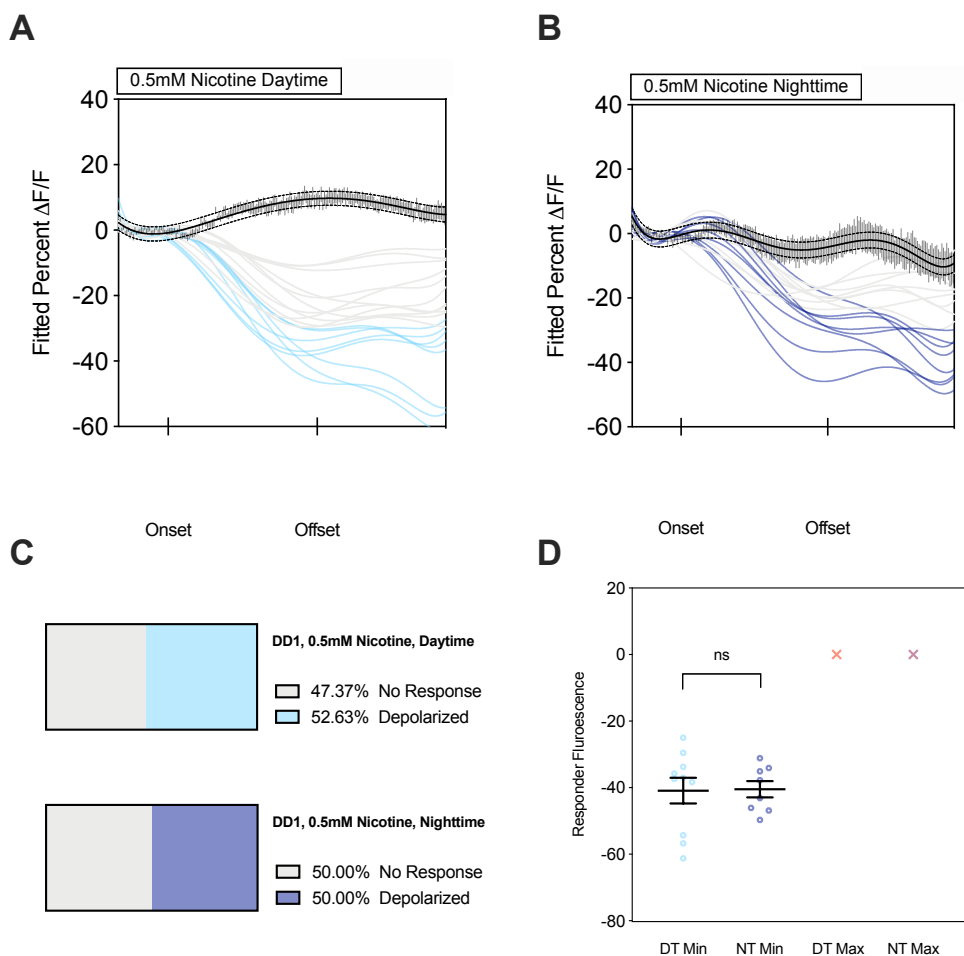 A
0.5mM Nicotine Daytime
Fitted Percent ΔF/F
40
20
0
-20
-40
-60
Onset
Offset
B
0.5mM Nicotine Nighttime
Fitted Percent ΔF/F
40
20
0
-20
-40
-60
Onset
Offset
C
DD1, 0.5mM Nicotine, Daytime
47.37% No Response
52.63% Depolarized
DD1, 0.5mM Nicotine, Nighttime
50.00% No Response
50.00% Depolarized
D
Responder Fluroescence
20
0
-20
-40
-60
-80
ns
DT Min
NT Min
DT Max
NT Max